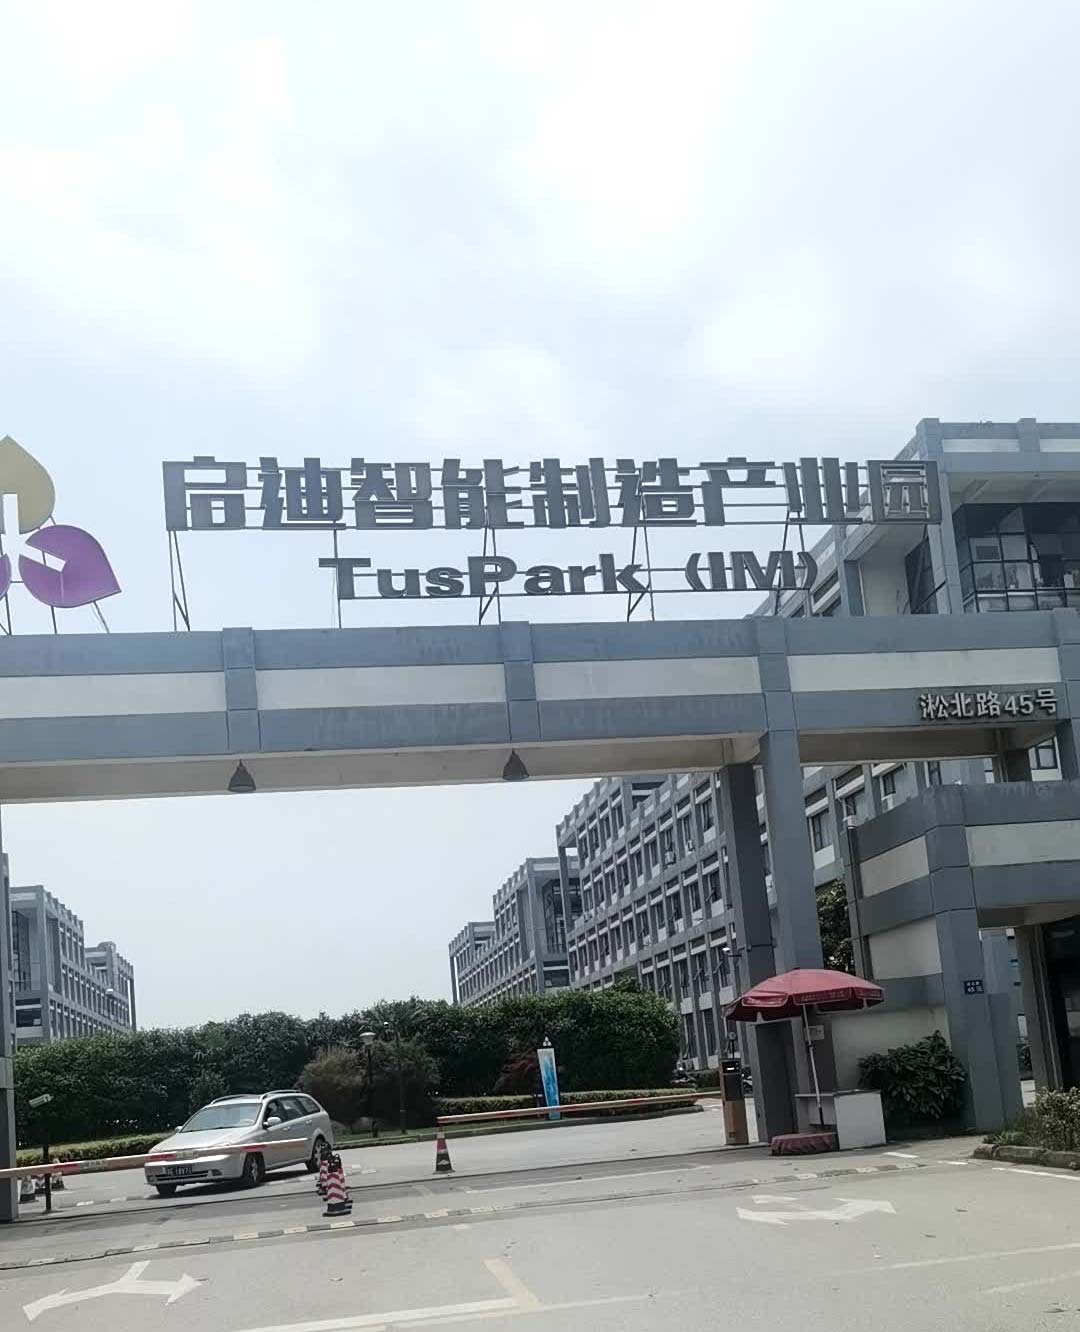 启迪智能制造产业园
TusPark (IM)
淞北路45号